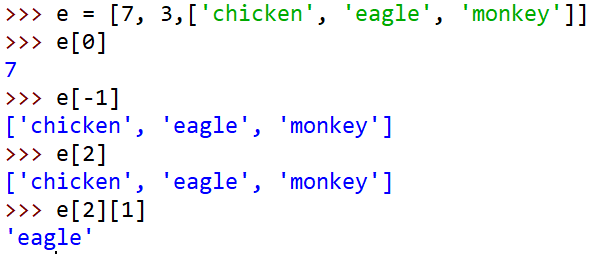 >>> e = [7, 3,['chicken', 'eagle', 'monkey']]
>>> e[0]
7
>>> e[-1]
['chicken', 'eagle', 'monkey']
>>> e[2]
['chicken', 'eagle', 'monkey']
>>> e[2][1]
'eagle'